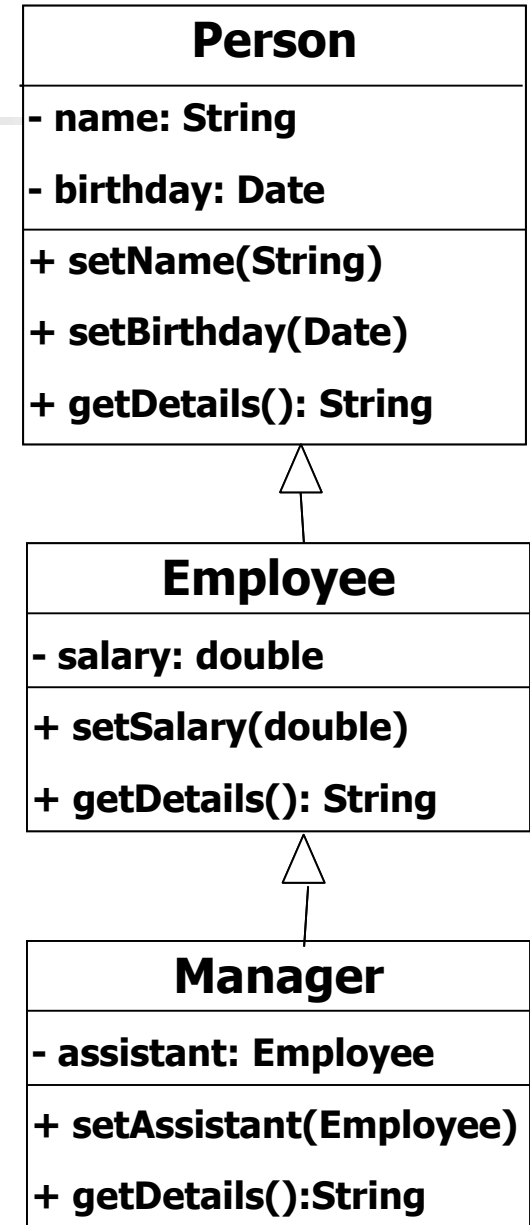 Person
- name: String
- birthday: Date
+ setName(String)
+ setBirthday(Date)
+ getDetails(): String
Employee
- salary: double
+ setSalary(double)
+ getDetails(): String
Manager
- assistant: Employee
+ setAssistant(Employee)
+ getDetails():String